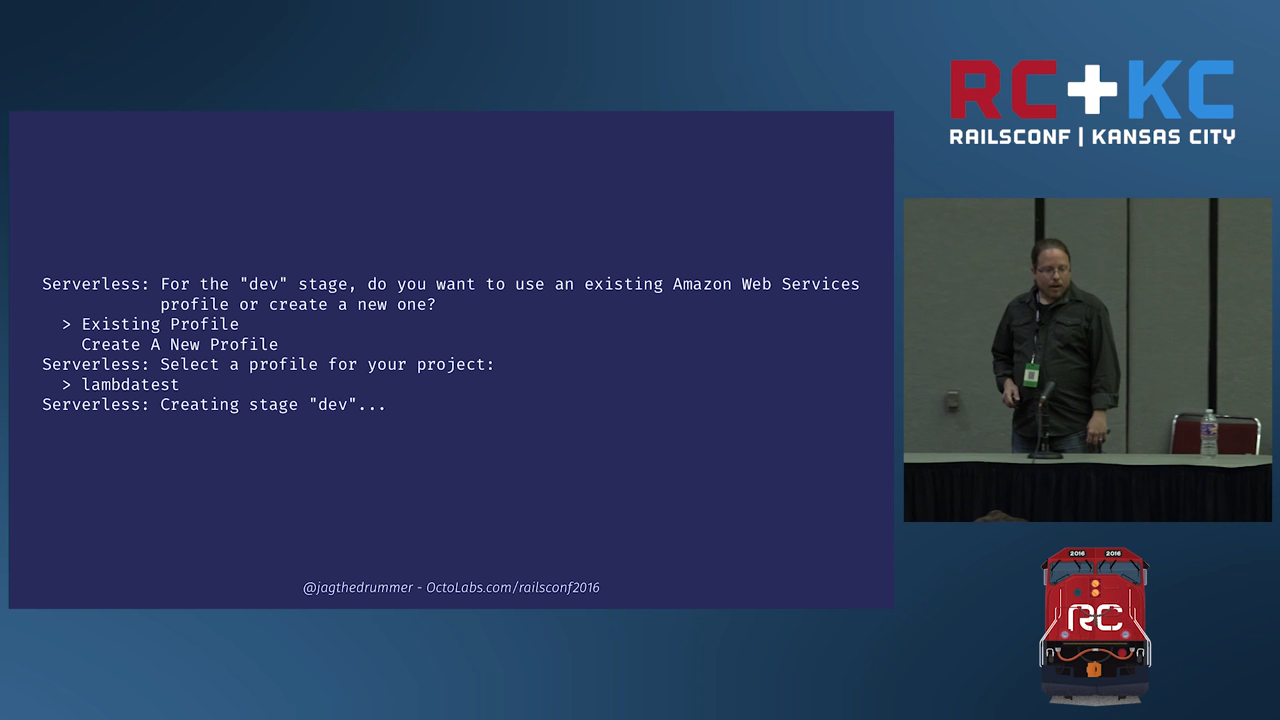 RC+KC
RAILSCONF | KANSAS CITY
Serverless: For the "dev" stage, do you want to use an existing Amazon Web Services
profile or create a new one?
> Existing Profile
Create A New Profile
Serverless: Select a profile for your project:
> lambdatest
Serverless: Creating stage "dev"...
@jagthedrummer - OctoLabs.com/railsconf2016
2016 2016
RC